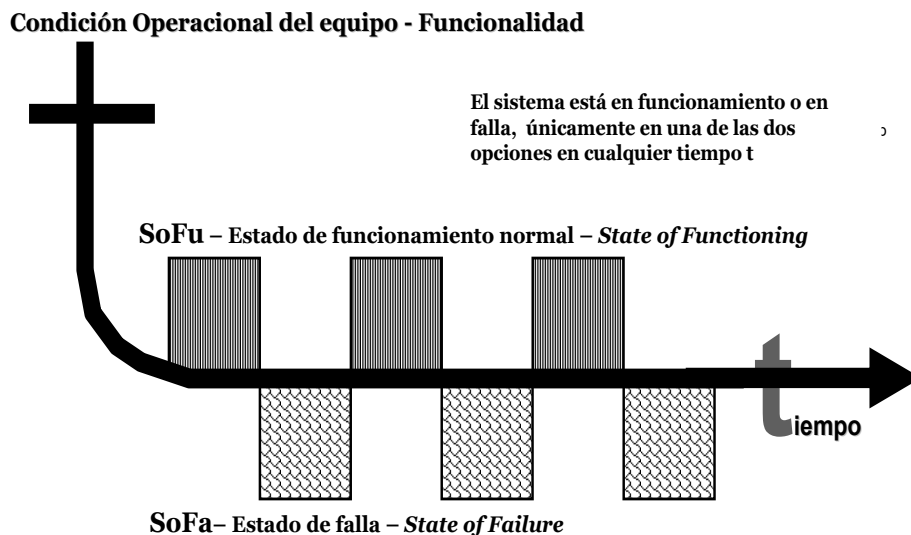 Condición Operacional del equipo - Funcionalidad
El sistema está en funcionamiento o en
falla, únicamente en una de las dos
opciones en cualquier tiempo t
SoFu – Estado de funcionamiento normal – State of Functioning
tiempo
SoFa– Estado de falla – State of Failure